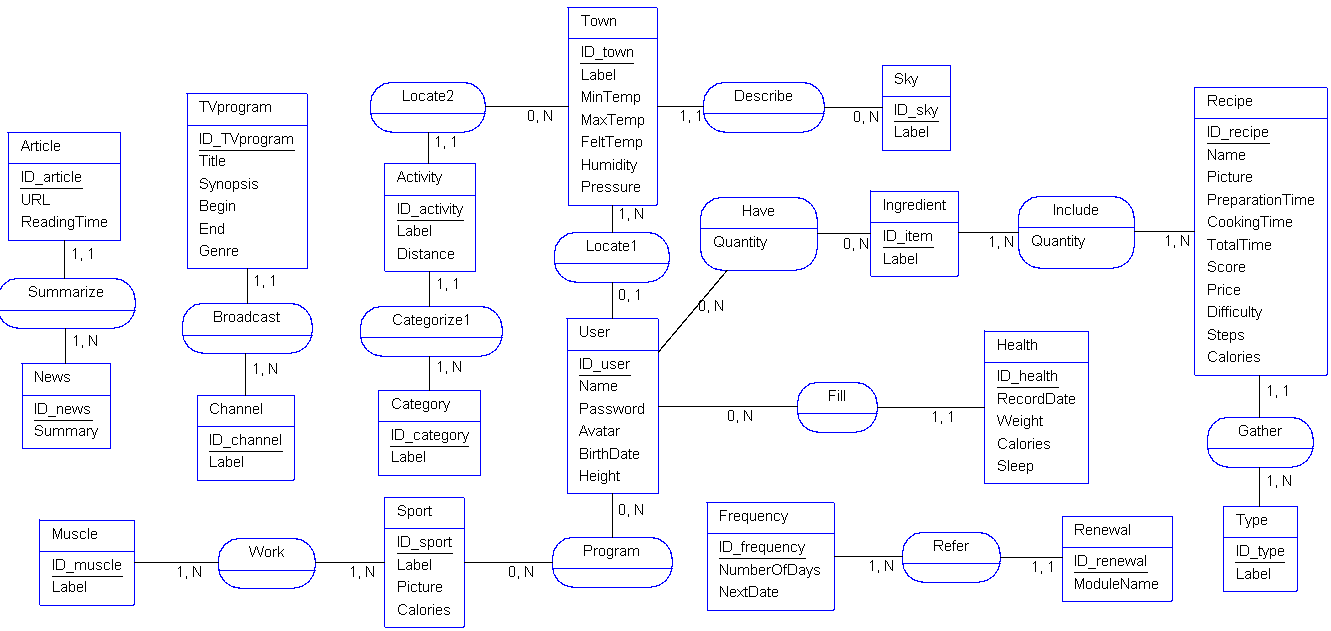 Article
ID_article
URL
ReadingTime
1, 1
Summarize
1, N
News
ID_news
Summary
TVprogram
ID_TVprogram
Title
Synopsis
Begin
End
Genre
1, 1
Broadcast
1, N
Channel
ID_channel
Label
Locate2
0, N
1, 1
Activity
ID_activity
Label
Distance
1, 1
Categorize1
1, N
Category
ID_category
Label
Town
ID_town
Label
MinTemp
MaxTemp
FeltTemp
Humidity
Pressure
1, 1
Describe
0, N
Sky
ID_sky
Label
1, N
Locate1
0, 1
User
ID_user
Name
Password
Avatar
BirthDate
Height
0, N
Have
Quantity
0, N
Ingredient
ID_item
Label
1, N
Include
Quantity
1, N
Recipe
ID_recipe
Name
Picture
PreparationTime
CookingTime
TotalTime
Score
Price
Difficulty
Steps
Calories
1, 1
Gather
1, N
Type
ID_type
Label
0, N
Fill
1, 1
Health
ID_health
RecordDate
Weight
Calories
Sleep
0, N
Program
0, N
Sport
ID_sport
Label
Picture
Calories
1, N
Work
1, N
Muscle
ID_muscle
Label
Frequency
ID_frequency
NumberOfDays
NextDate
1, N
Refer
1, 1
Renewal
ID_renewal
ModuleName